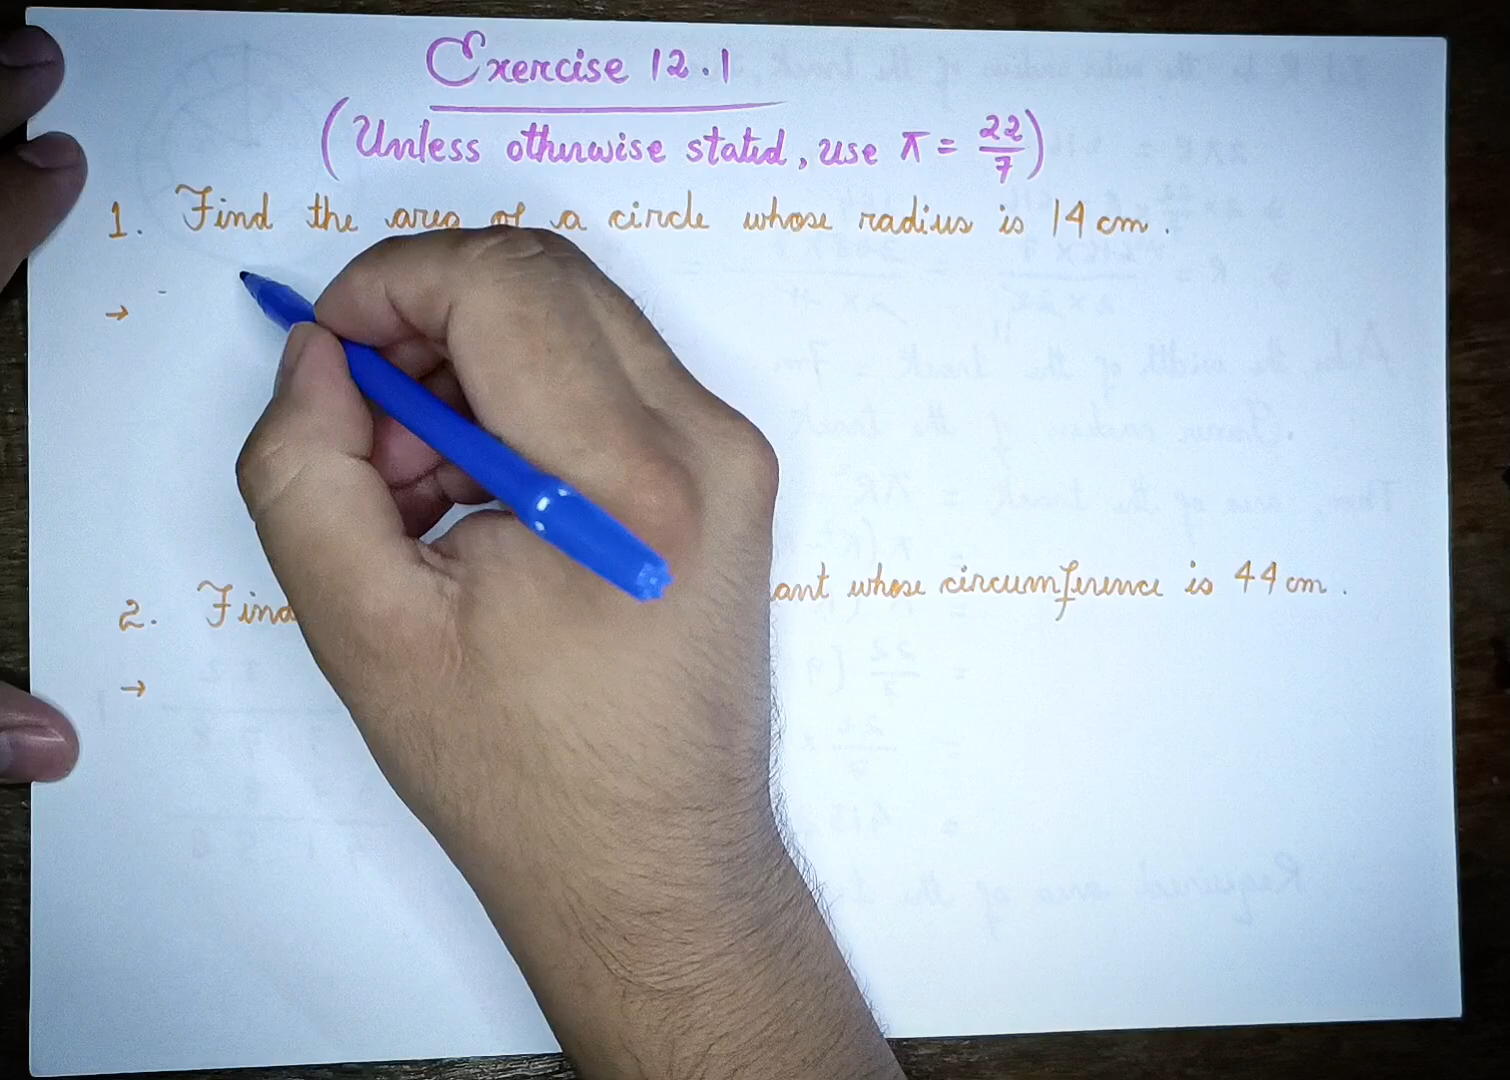 Exercise 12.1
(Unless otherwise stated, use π = 22/7)
1. Find the area of a circle whose radius is 14 cm.
→
2. Find whose circumference is 44 cm.
→